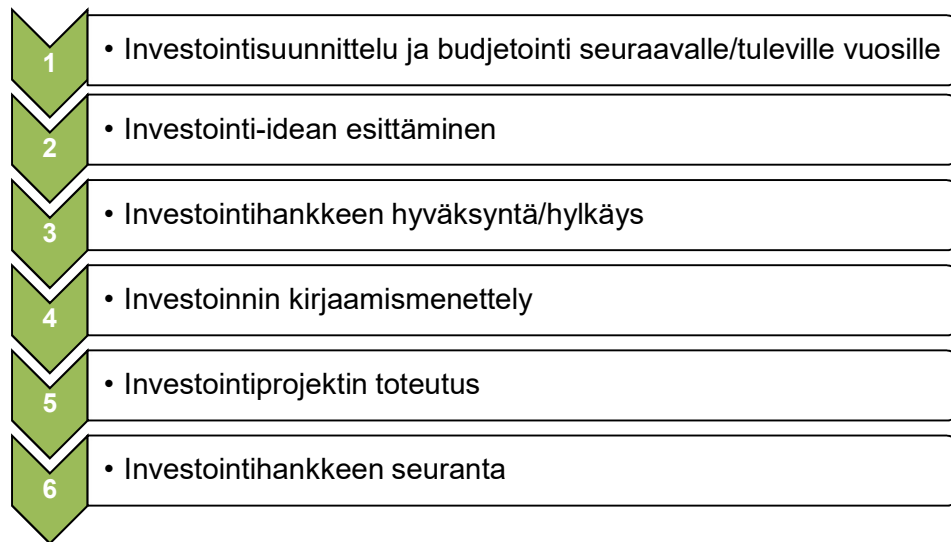 1
• Investointisuunnittelu ja budjetointi seuraavalle/tuleville vuosille
2
• Investointi-idean esittäminen
3
• Investointihankkeen hyväksyntä/hylkäys
4
• Investoinnin kirjaamismenettely
5
• Investointiprojektin toteutus
6
• Investointihankkeen seuranta